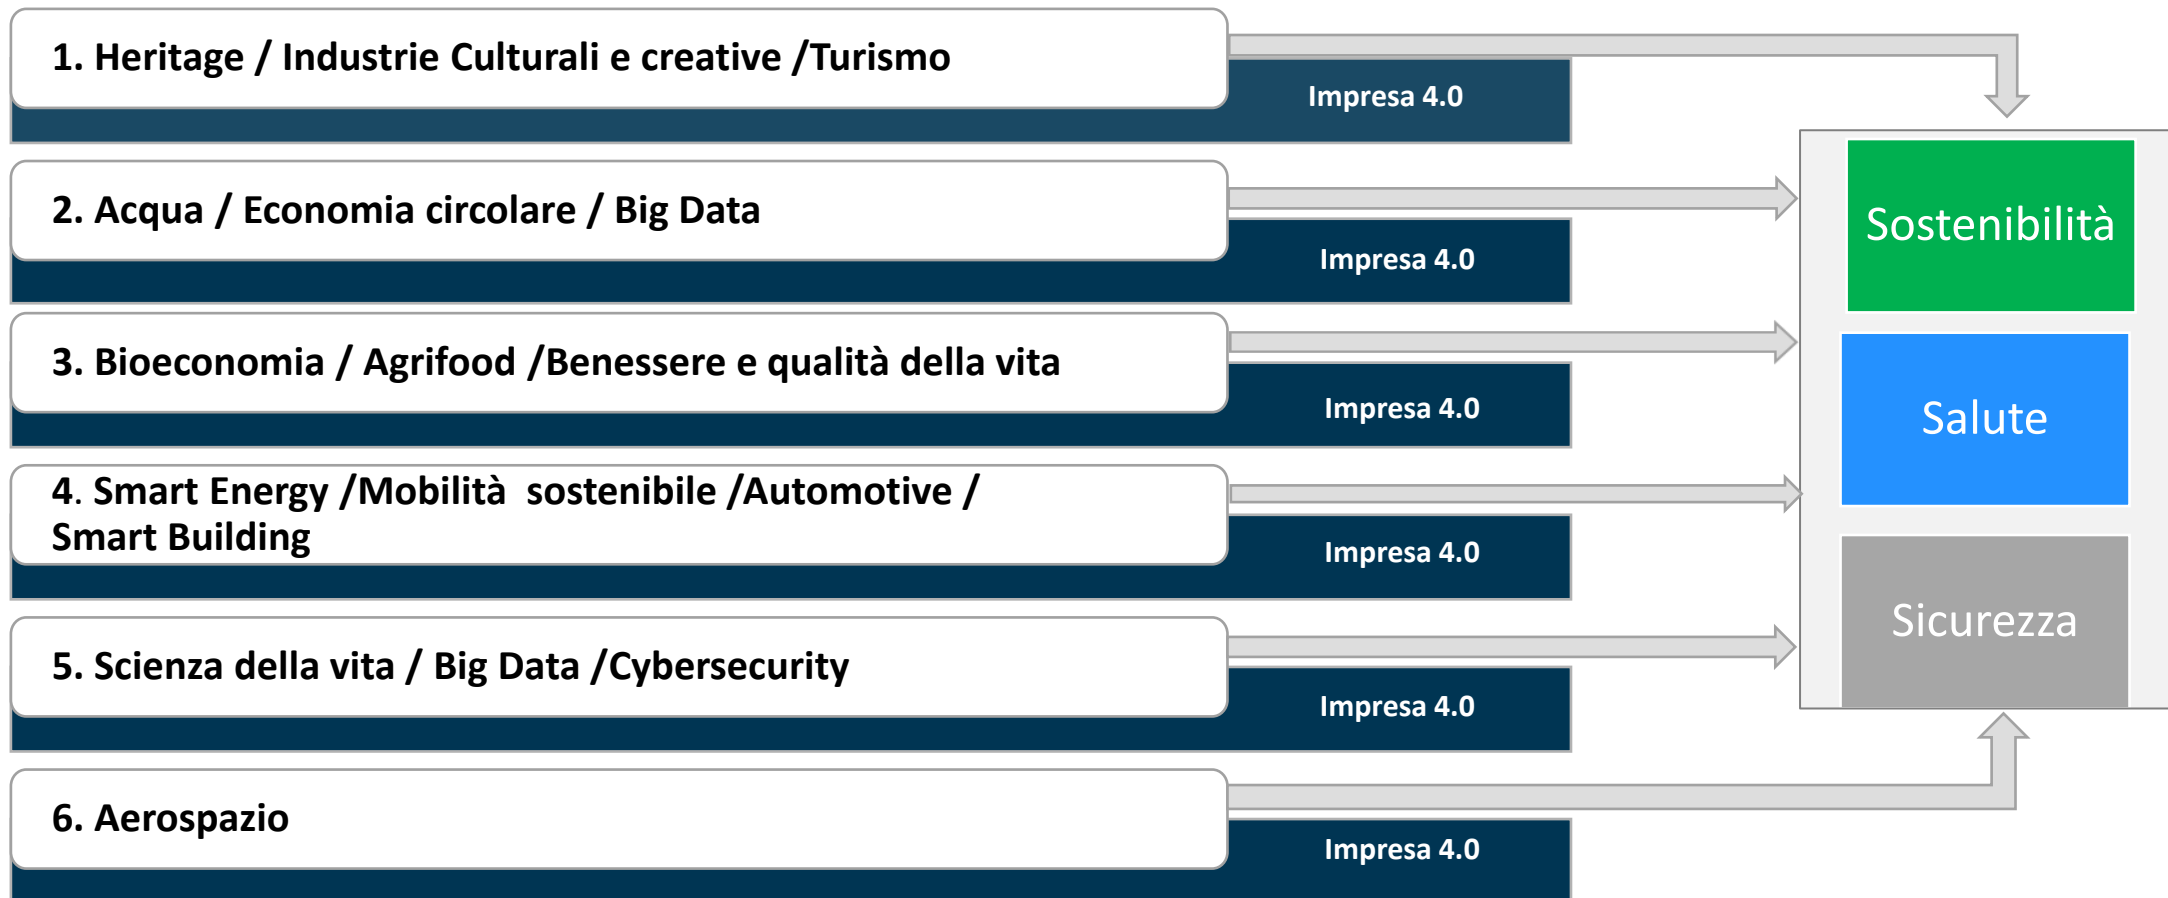 1. Heritage / Industrie Culturali e creative /Turismo
Impresa 4.0
2. Acqua / Economia circolare / Big Data
Impresa 4.0
3. Bioeconomia / Agrifood /Benessere e qualità della vita
Impresa 4.0
4. Smart Energy /Mobilità  sostenibile /Automotive /
Smart Building
Impresa 4.0
5. Scienza della vita / Big Data /Cybersecurity
Impresa 4.0
6. Aerospazio
Impresa 4.0
Sostenibilità
Salute
Sicurezza